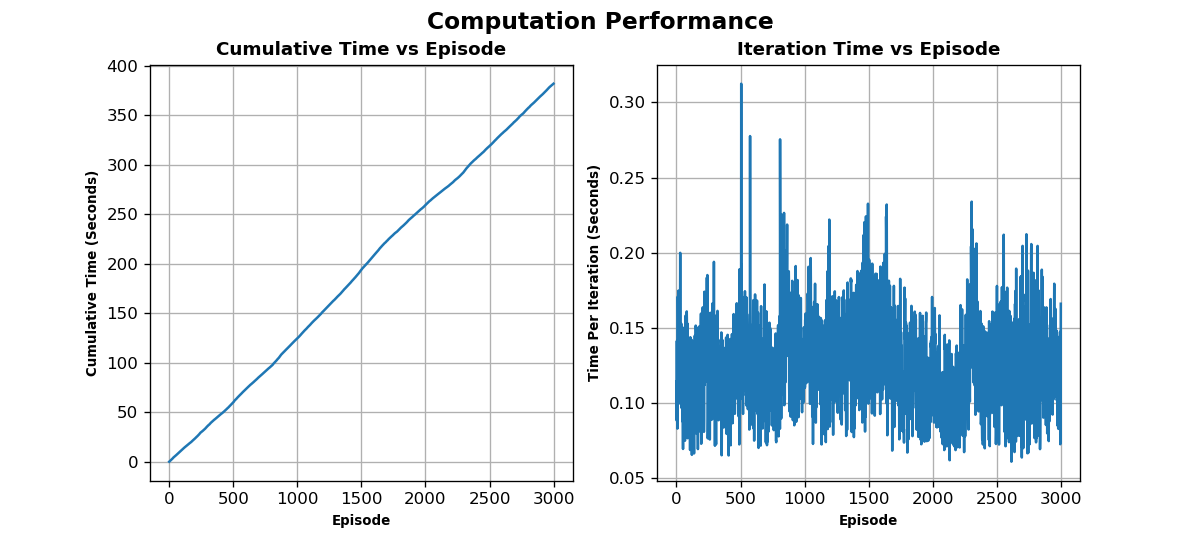 Computation Performance
Cumulative Time vs Episode
Cumulative Time (Seconds)
400
350
300
250
200
150
100
50
0
0 500 1000 1500 2000 2500 3000
Episode
Iteration Time vs Episode
Time Per Iteration (Seconds)
0.30
0.25
0.20
0.15
0.10
0.05
0 500 1000 1500 2000 2500 3000
Episode